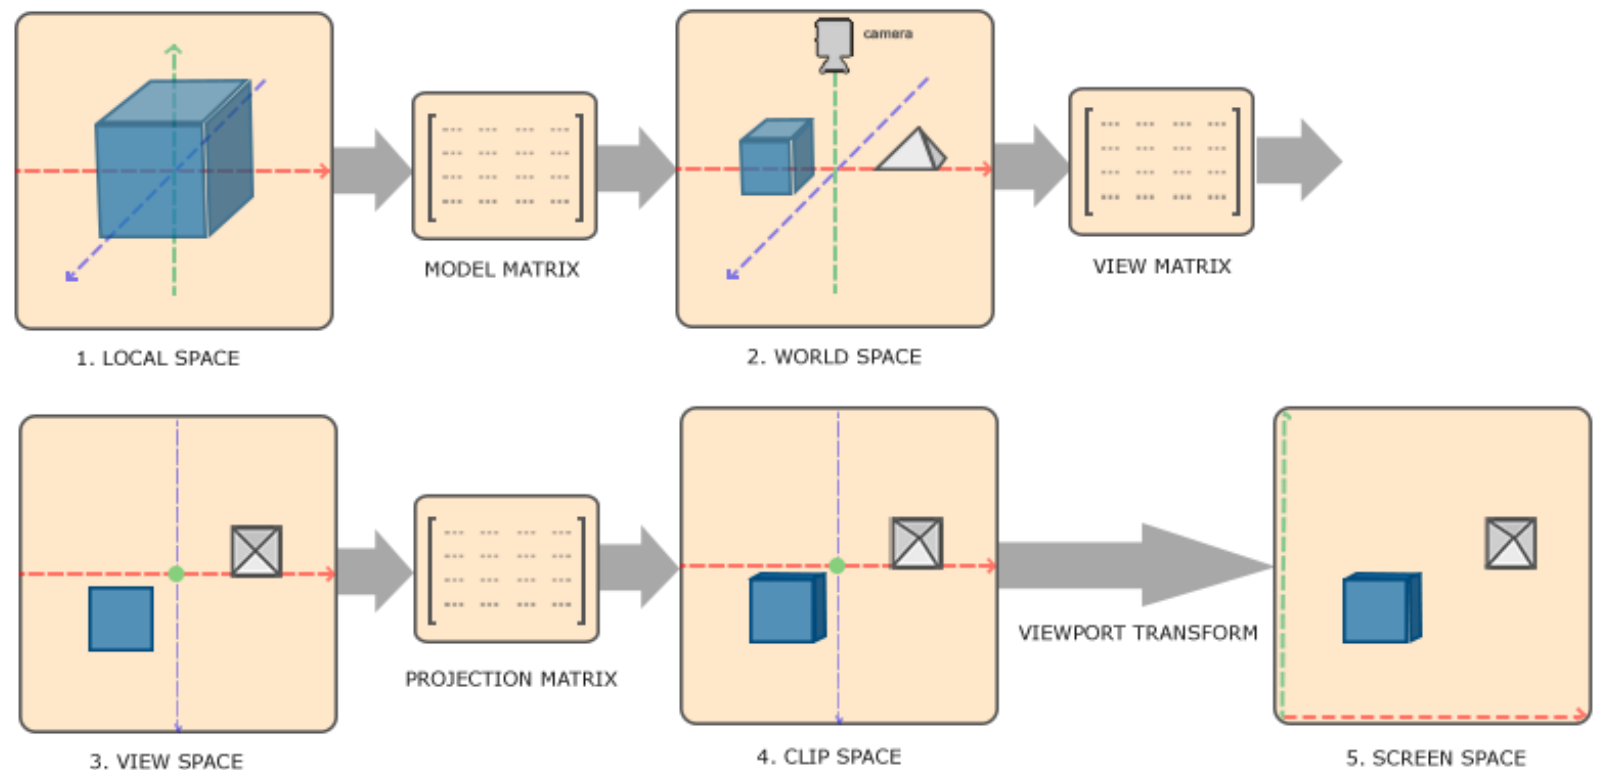 camera
MODEL MATRIX
VIEW MATRIX
1. LOCAL SPACE
2. WORLD SPACE
PROJECTION MATRIX
VIEWPORT TRANSFORM
3. VIEW SPACE
4. CLIP SPACE
5. SCREEN SPACE